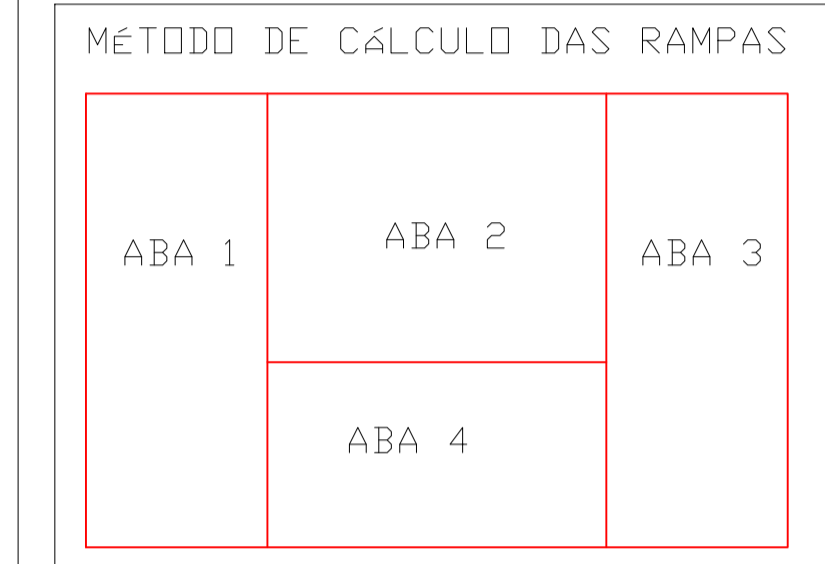 MÉTODO DE CÁLCULO DAS RAMPAS
ABA 1
ABA 2
ABA 3
ABA 4